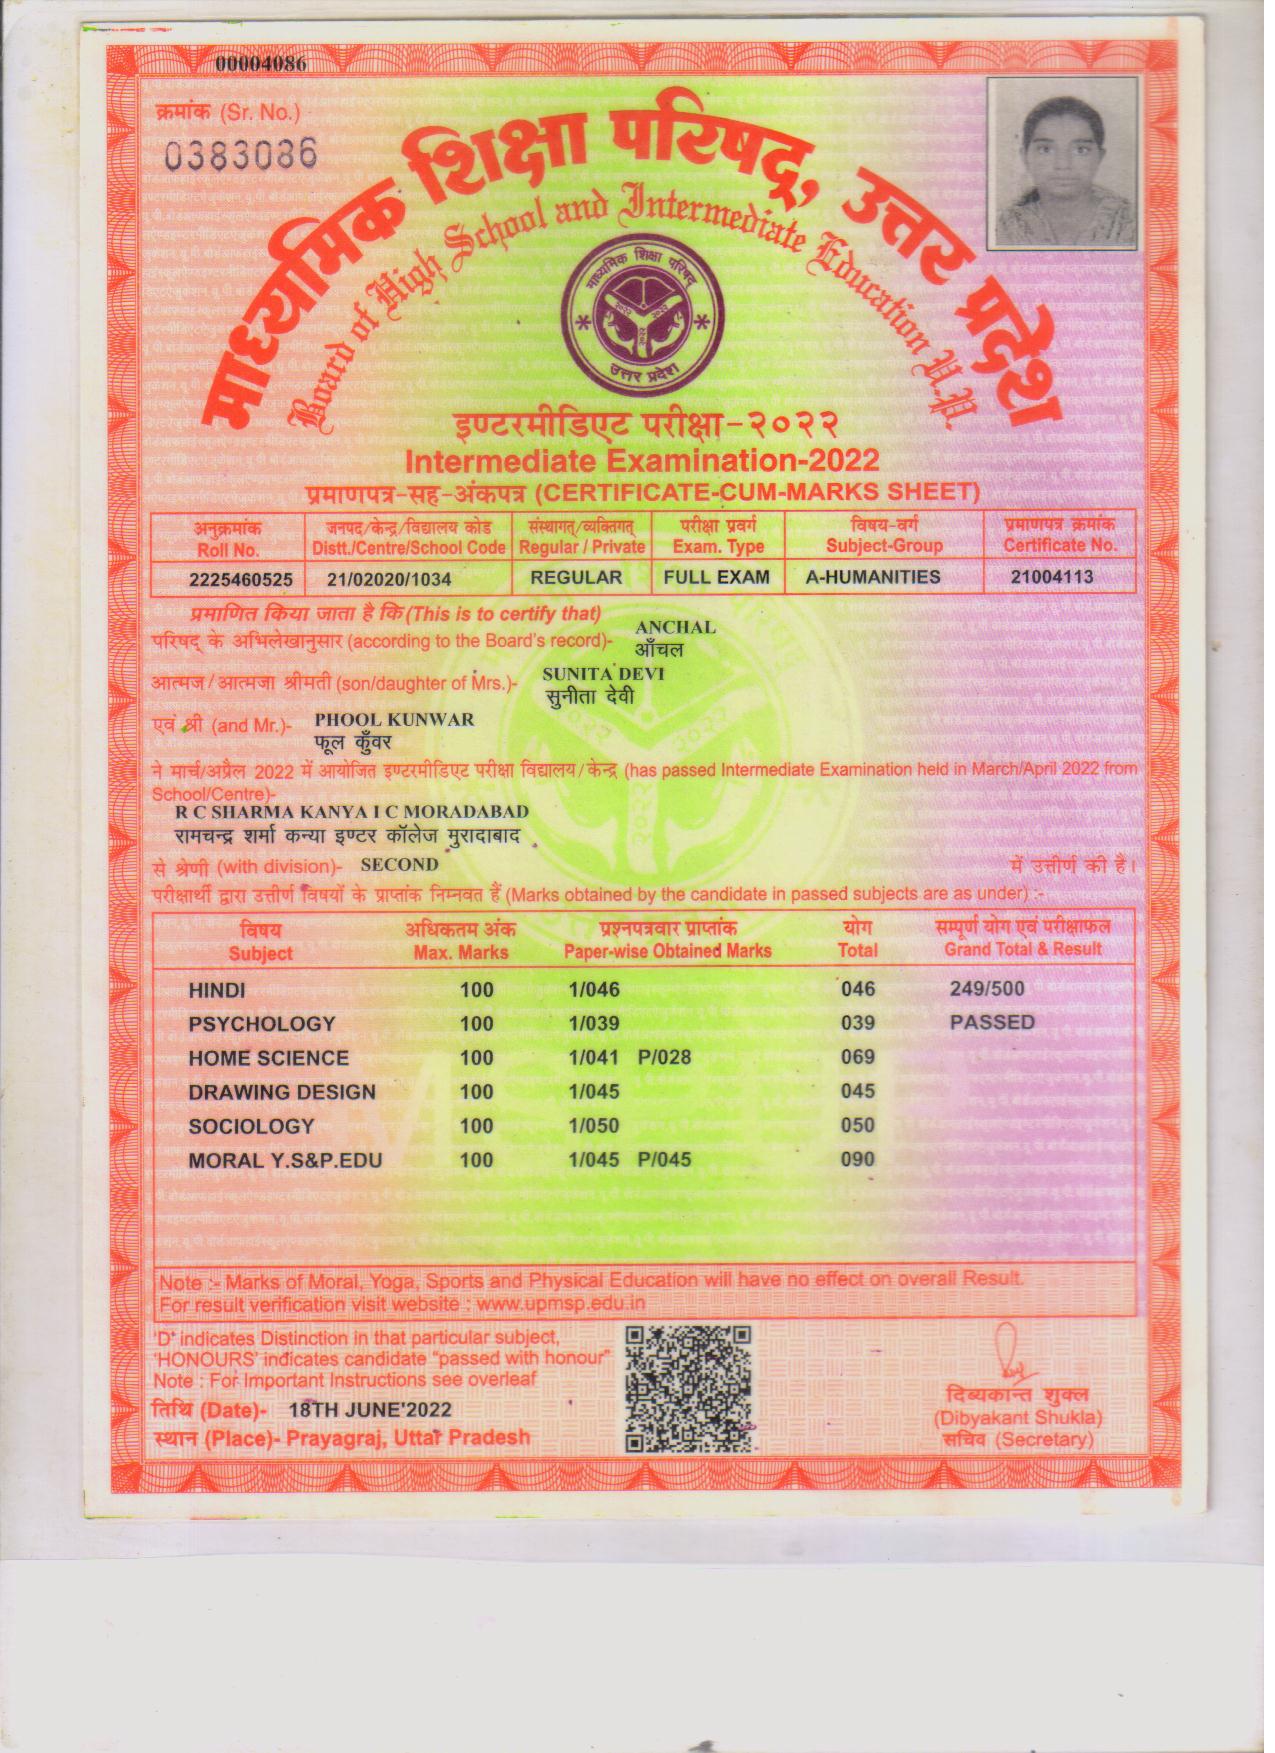 00004086
क्रमांक (Sr. No.)
0383086
माध्यमिक शिक्षा परिषद्, उत्तर प्रदेश
Board of High School and Intermediate Education U.P.
माध्यमिक शिक्षा परिषद्
उत्तर प्रदेश
इण्टरमीडिएट परीक्षा-२०२२
Intermediate Examination-2022
प्रमाणपत्र-सह-अंकपत्र (CERTIFICATE-CUM-MARKS SHEET)
अनुक्रमांक जनपद/केन्द्र/विद्यालय कोड संस्थागत्/व्यक्तिगत् परीक्षा प्रवर्ग विषय-वर्ग प्रमाणपत्र क्रमांक
Roll No. Distt./Centre/School Code Regular / Private Exam. Type Subject-Group Certificate No.
2225460525 21/02020/1034 REGULAR FULL EXAM A-HUMANITIES 21004113
प्रमाणित किया जाता है कि (This is to certify that)
परिषद् के अभिलेखानुसार (according to the Board's record)- ANCHAL
आँचल
आत्मज/आत्मजा श्रीमती (son/daughter of Mrs.)- SUNITA DEVI
सुनीता देवी
एवं श्री (and Mr.)- PHOOL KUNWAR
फूल कुँवर
ने मार्च/अप्रैल 2022 में आयोजित इण्टरमीडिएट परीक्षा विद्यालय/केन्द्र (has passed Intermediate Examination held in March/April 2022 from
School/Centre)-
R C SHARMA KANYA I C MORADABAD
रामचन्द्र शर्मा कन्या इण्टर कॉलेज मुरादाबाद
से श्रेणी (with division)- SECOND में उत्तीर्ण की है।
परीक्षार्थी द्वारा उत्तीर्ण विषयों के प्राप्तांक निम्नवत हैं (Marks obtained by the candidate in passed subjects are as under) :-
विषय अधिकतम अंक प्रश्नपत्रवार प्राप्तांक योग सम्पूर्ण योग एवं परीक्षाफल
Subject Max. Marks Paper-wise Obtained Marks Total Grand Total & Result
HINDI 100 1/046 046 249/500
PSYCHOLOGY 100 1/039 039 PASSED
HOME SCIENCE 100 1/041 P/028 069
DRAWING DESIGN 100 1/045 045
SOCIOLOGY 100 1/050 050
MORAL Y.S&P.EDU 100 1/045 P/045 090
Note :- Marks of Moral, Yoga, Sports and Physical Education will have no effect on overall Result.
For result verification visit website : www.upmsp.edu.in
'D' indicates Distinction in that particular subject,
'HONOURS' indicates candidate "passed with honour"
Note : For Important Instructions see overleaf
तिथि (Date)- 18TH JUNE'2022
स्थान (Place)- Prayagraj, Uttar Pradesh
दिव्यकान्त शुक्ल
(Dibyakant Shukla)
सचिव (Secretary)